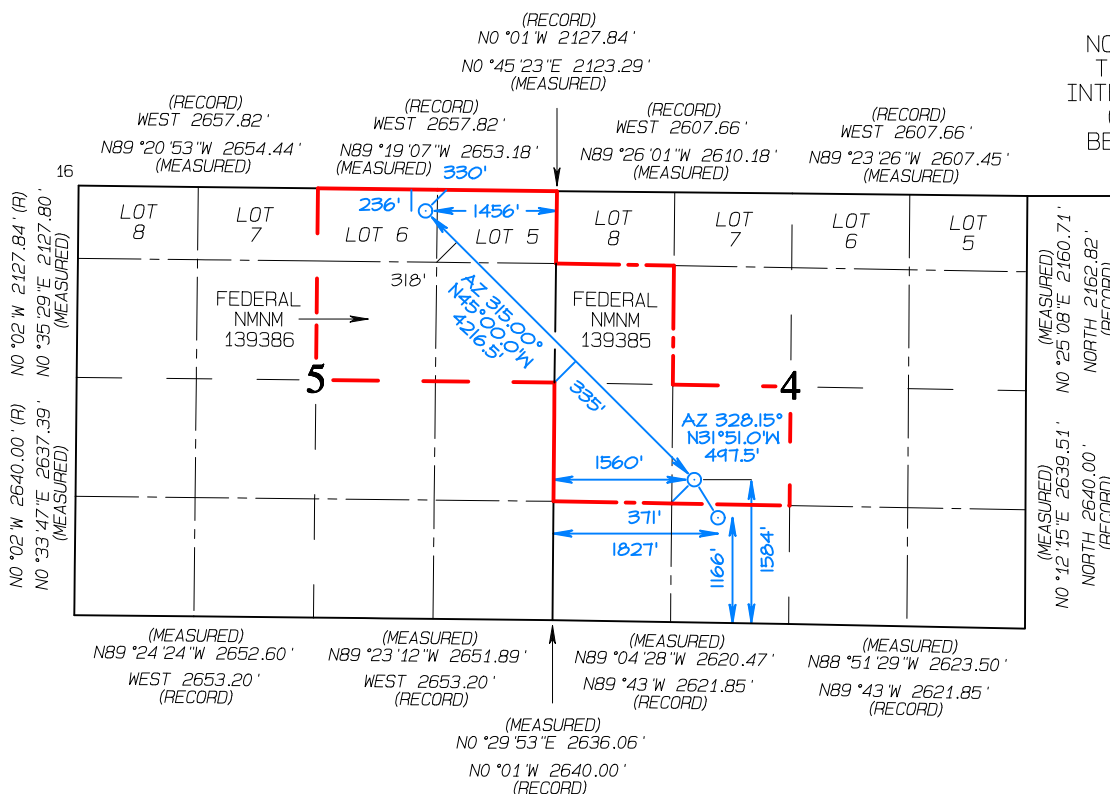 (RECORD)
N0°01'W 2127.84'
N0°45'23"E 2123.29'
(MEASURED)
NO
T
INTE
BE
(RECORD)
WEST 2657.82'
N89°20'53"W 2654.44'
(MEASURED)
(RECORD)
WEST 2657.82'
N89°19'07"W 2653.18'
(MEASURED)
(RECORD)
WEST 2607.66'
N89°26'01"W 2610.18'
(MEASURED)
(RECORD)
WEST 2607.66'
N89°23'26"W 2607.45'
(MEASURED)
16
330'
236'
1456'
LOT
8
LOT
7
LOT 6
LOT 5
LOT
8
LOT
7
LOT
6
LOT
5
318'
N0°02'W 2127.84' (R)
N0°35'29"E 2127.80'
(MEASURED)
FEDERAL
NMNM
139386
AZ 315.00°
N45°00.0'W
4216.5'
FEDERAL
NMNM
139385
(MEASURED)
N0°25'08"E 2160.71'
NORTH 2162.82'
(RECORD)
5
4
335'
AZ 328.15°
N31°51.0'W
497.5'
N0°02'W 2640.00' (R)
N0°33'47"E 2637.39'
(MEASURED)
1560'
371'
1827'
1166'
1584'
(MEASURED)
N0°12'15"E 2639.51'
NORTH 2640.00'
(RECORD)
(MEASURED)
N89°24'24"W 2652.60'
WEST 2653.20'
(RECORD)
(MEASURED)
N89°23'12"W 2651.89'
WEST 2653.20'
(RECORD)
(MEASURED)
N89°04'28"W 2620.47'
N89°43'W 2621.85'
(RECORD)
(MEASURED)
N88°51'29"W 2623.50'
N89°43'W 2621.85'
(RECORD)
(MEASURED)
N0°29'53"E 2636.06'
N0°01'W 2640.00'
(RECORD)